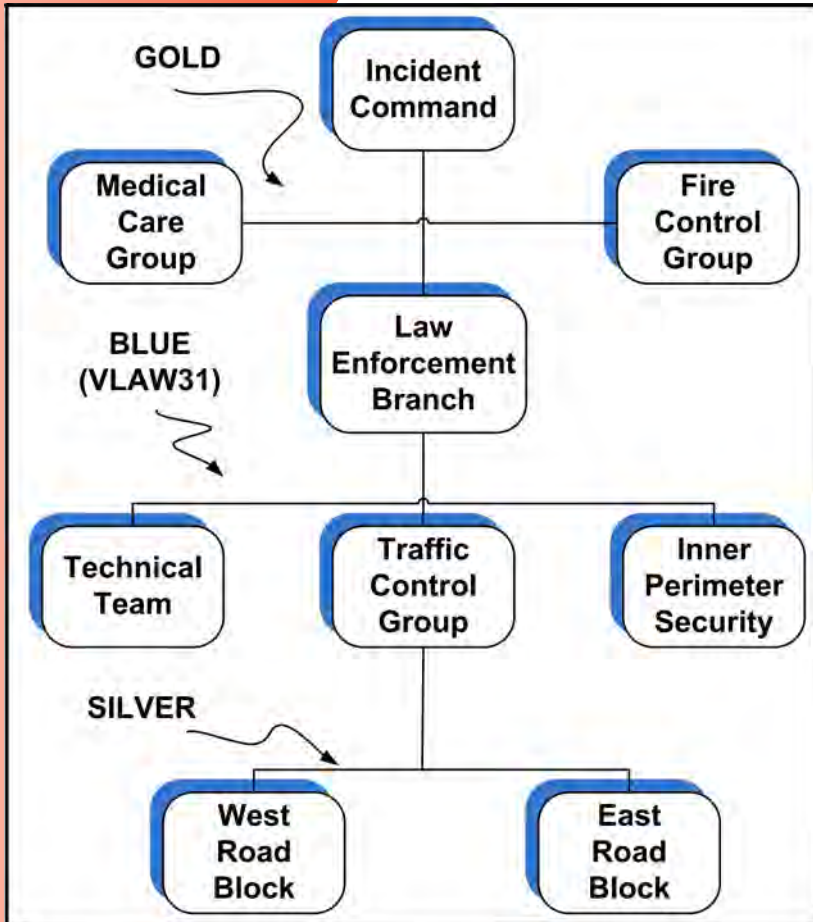 GOLD
Incident
Command
Medical
Care
Group
Fire
Control
Group
BLUE
(VLAW31)
Law
Enforcement
Branch
Technical
Team
Traffic
Control
Group
Inner
Perimeter
Security
SILVER
West
Road
Block
East
Road
Block